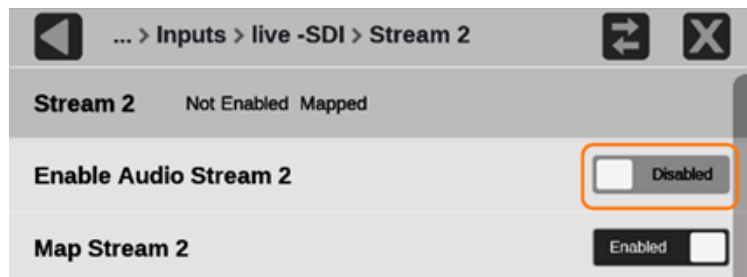 ... > Inputs > live -SDI > Stream 2
Stream 2 Not Enabled Mapped
Enable Audio Stream 2 Disabled
Map Stream 2 Enabled